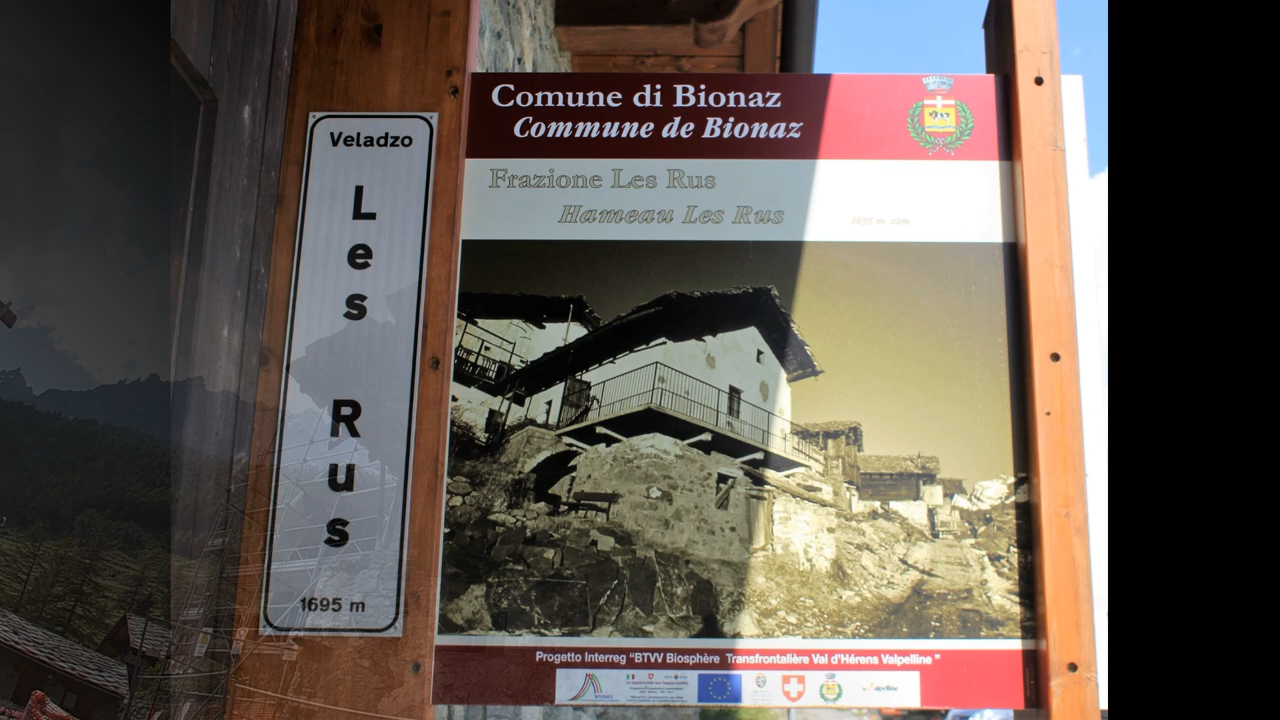 Veladzo
Les
Rus
1695 m
Comune di Bionaz
Commune de Bionaz
Frazione Les Rus
Hameau Les Rus
1695 m s/m
Progetto Interreg “BTVV Biosphère Transfrontalière Val d'Hérens Valpelline ”